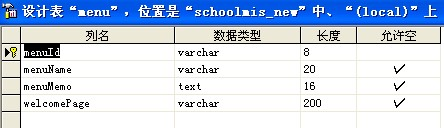 设计表“menu”，位置是“schoolmis_new”中、“(local)”上
列名 数据类型 长度 允许空
menuId varchar 8
menuName varchar 20 ✓
menuMemo text 16 ✓
welcomePage varchar 200 ✓